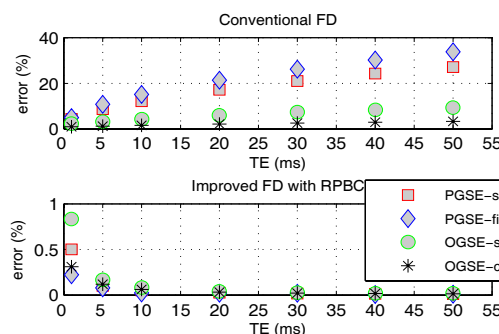 Conventional FD
error (%)
40
20
0
0 5 10 15 20 25 30 35 40 45 50 55
TE (ms)
Improved FD with RPBC
error (%)
1
0.5
0
0 5 10 15 20 25 30 35 40 45 50 55
TE (ms)
PGSE-s
PGSE-fi
OGSE-s
OGSE-c